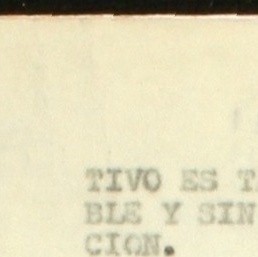 TIVO ES
BLE Y SIN
CION.